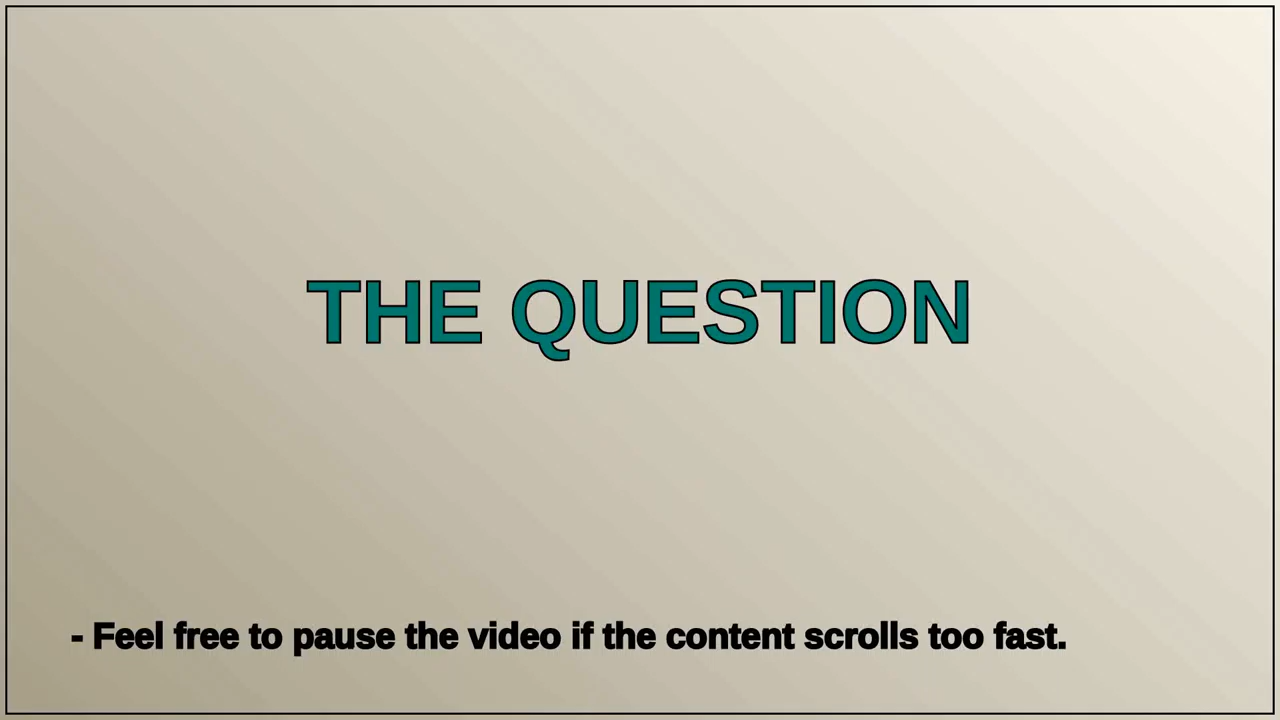 THE QUESTION
- Feel free to pause the video if the content scrolls too fast.